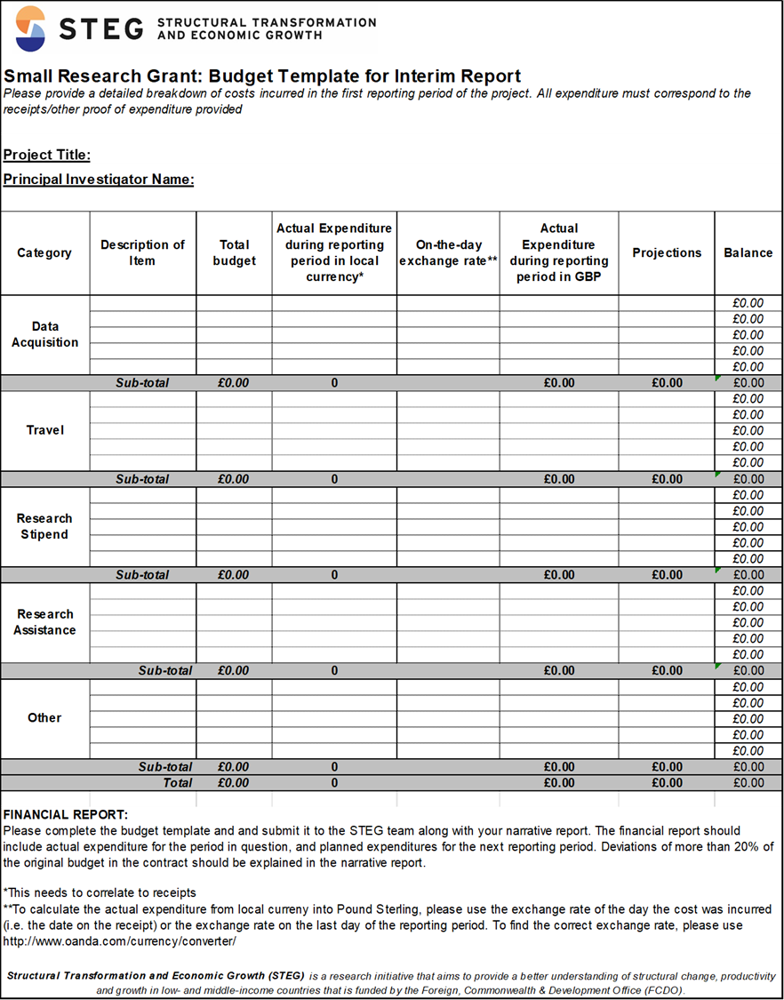 STEG STRUCTURAL TRANSFORMATION
AND ECONOMIC GROWTH
Small Research Grant: Budget Template for Interim Report
Please provide a detailed breakdown of costs incurred in the first reporting period of the project. All expenditure must correspond to the
receipts/other proof of expenditure provided
Project Title:
Principal Investigator Name:
Category
Description of
Item
Total
budget
Actual Expenditure
during reporting
period in local
currency*
On-the-day
exchange rate**
Actual
Expenditure
during reporting
period in GBP
Projections
Balance
Data
Acquisition
£0.00
£0.00
£0.00
£0.00
£0.00
Sub-total £0.00 0 £0.00 £0.00 £0.00
Travel
£0.00
£0.00
£0.00
£0.00
£0.00
Sub-total £0.00 0 £0.00 £0.00 £0.00
Research
Stipend
£0.00
£0.00
£0.00
£0.00
£0.00
Sub-total £0.00 0 £0.00 £0.00 £0.00
Research
Assistance
£0.00
£0.00
£0.00
£0.00
£0.00
Sub-total £0.00 0 £0.00 £0.00 £0.00
Other
£0.00
£0.00
£0.00
£0.00
£0.00
Sub-total £0.00 0 £0.00 £0.00 £0.00
Total £0.00 0 £0.00 £0.00 £0.00
FINANCIAL REPORT:
Please complete the budget template and and submit it to the STEG team along with your narrative report. The financial report should
include actual expenditure for the period in question, and planned expenditures for the next reporting period. Deviations of more than 20% of
the original budget in the contract should be explained in the narrative report.
*This needs to correlate to receipts
**To calculate the actual expenditure from local curreny into Pound Sterling, please use the exchange rate of the day the cost was incurred
(i.e. the date on the receipt) or the exchange rate on the last day of the reporting period. To find the correct exchange rate, please use
http://www.oanda.com/currency/converter/
Structural Transformation and Economic Growth (STEG) is a research initiative that aims to provide a better understanding of structural change, productivity
and growth in low- and middle-income countries that is funded by the Foreign, Commonwealth & Development Office (FCDO).